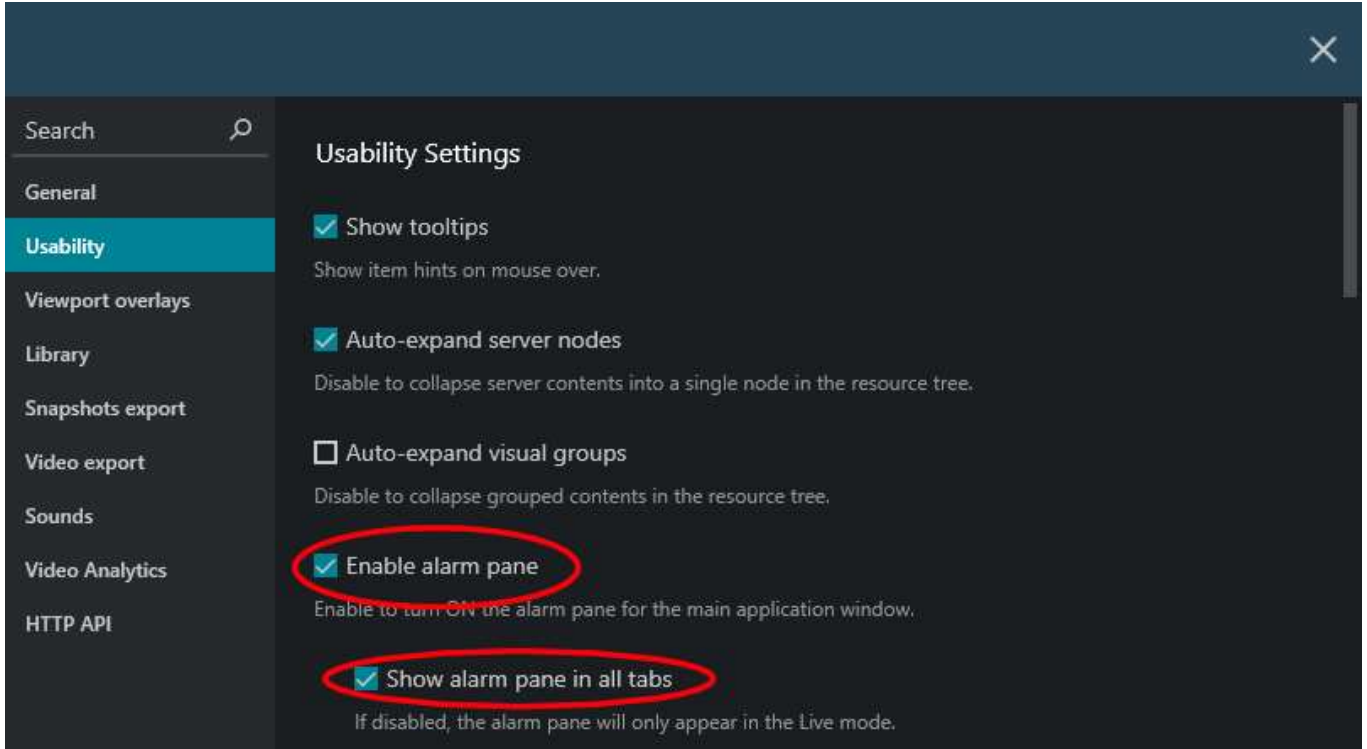 Search
General
Usability
Viewport overlays
Library
Snapshots export
Video export
Sounds
Video Analytics
HTTP API
Usability Settings
Show tooltips
Show item hints on mouse over.
Auto-expand server nodes
Disable to collapse server contents into a single node in the resource tree.
Auto-expand visual groups
Disable to collapse grouped contents in the resource tree.
Enable alarm pane
Enable to turn ON the alarm pane for the main application window.
Show alarm pane in all tabs
If disabled, the alarm pane will only appear in the Live mode.